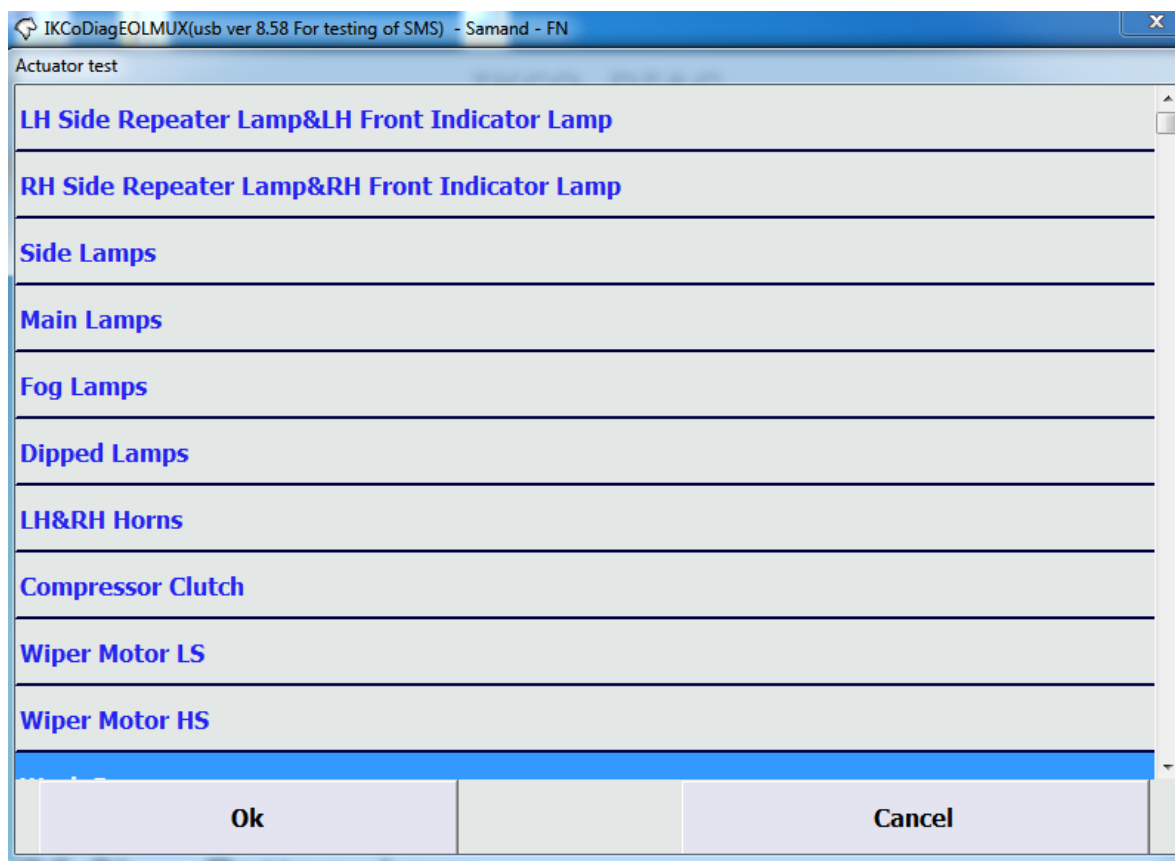 IKCoDiagEOLMUX(usb ver 8.58 For testing of SMS) - Samand - FN
Actuator test
LH Side Repeater Lamp&LH Front Indicator Lamp
RH Side Repeater Lamp&RH Front Indicator Lamp
Side Lamps
Main Lamps
Fog Lamps
Dipped Lamps
LH&RH Horns
Compressor Clutch
Wiper Motor LS
Wiper Motor HS
Ok
Cancel